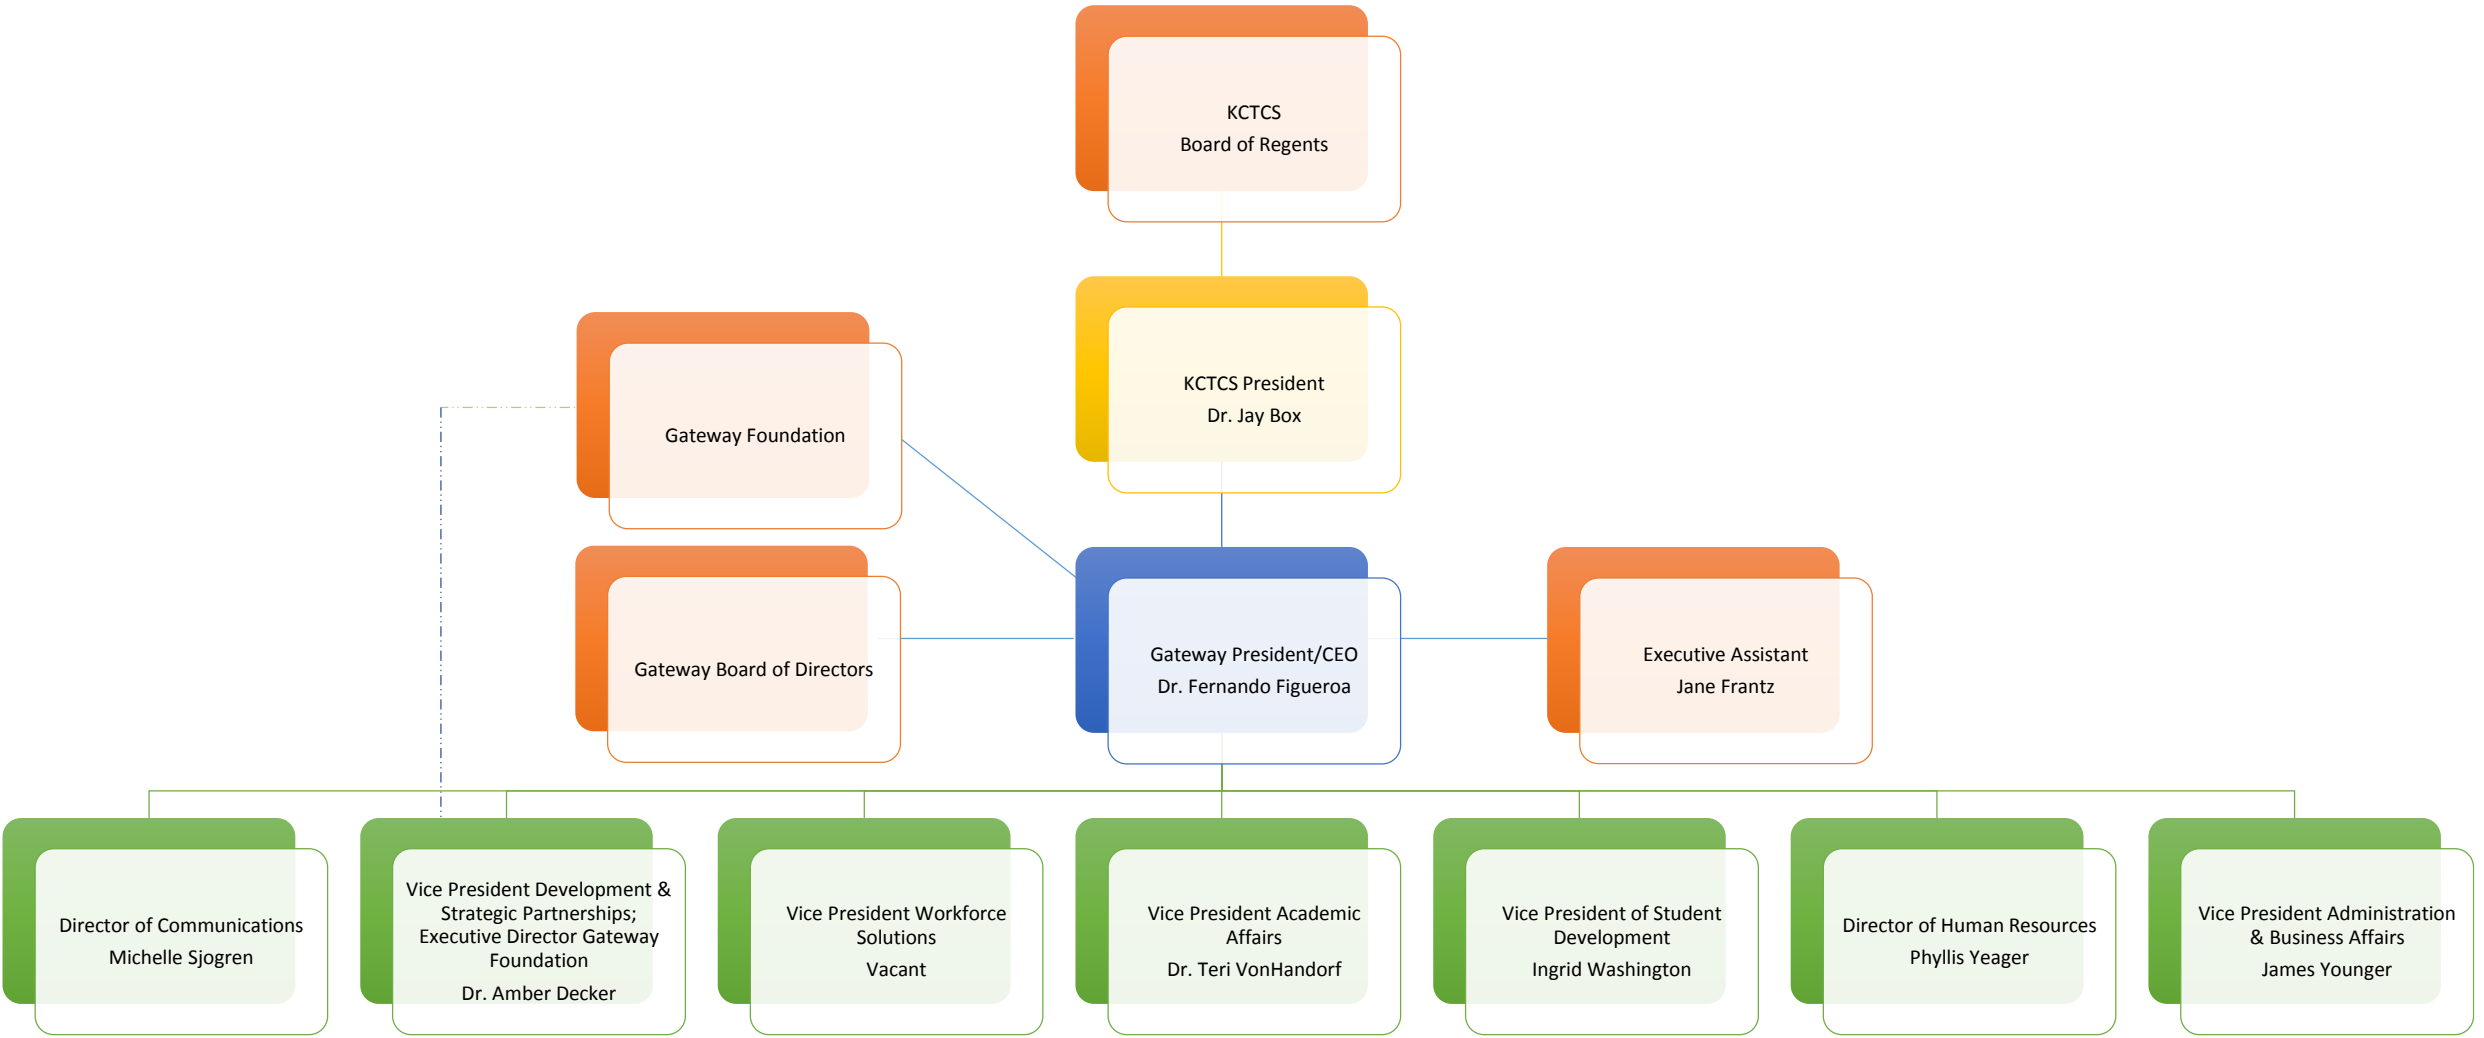 KCTCS
Board of Regents
KCTCS President
Dr. Jay Box
Gateway Foundation
Gateway Board of Directors
Gateway President/CEO
Dr. Fernando Figueroa
Executive Assistant
Jane Frantz
Director of Communications
Michelle Sjogren
Vice President Development &
Strategic Partnerships;
Executive Director Gateway
Foundation
Dr. Amber Decker
Vice President Workforce
Solutions
Vacant
Vice President Academic
Affairs
Dr. Teri VonHandorf
Vice President of Student
Development
Ingrid Washington
Director of Human Resources
Phyllis Yeager
Vice President Administration
& Business Affairs
James Younger